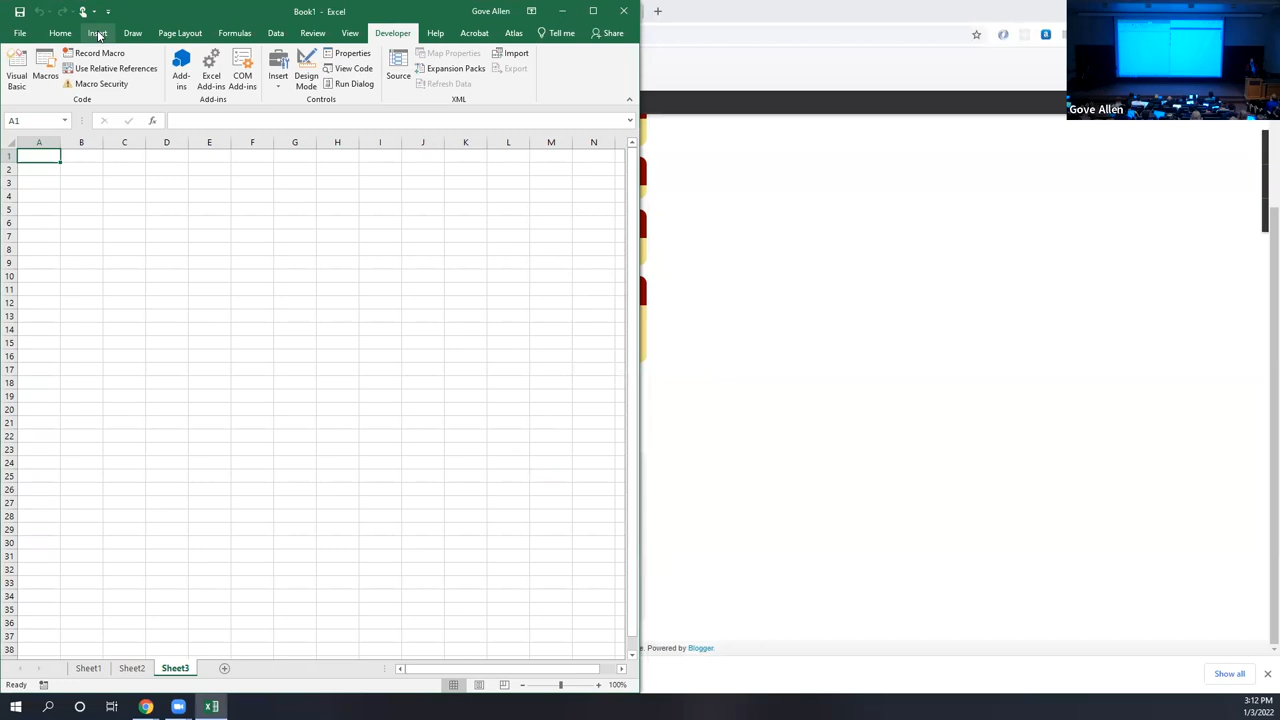 Book1 - Excel
Gove Allen
File Home Draw Page Layout Formulas Data Review View Developer Help Acrobat Atlas Tell me Share
Visual Basic
Macros
Record Macro
Use Relative References
Macro Security
Code
Add-ins
Excel Add-ins
COM Add-ins
Add-ins
Insert
Design Mode
Properties
View Code
Run Dialog
Controls
Source
Map Properties
Expansion Packs
Refresh Data
Import
Export
XML
A1
fx
A B C D E F G H I J K L M N
1
2
3
4
5
6
7
8
9
10
11
12
13
14
15
16
17
18
19
20
21
22
23
24
25
26
27
28
29
30
31
32
33
34
35
36
37
38
Sheet1 Sheet2 Sheet3
Ready
100%
Gove Allen
e. Powered by Blogger.
Show all
3:12 PM
1/3/2022